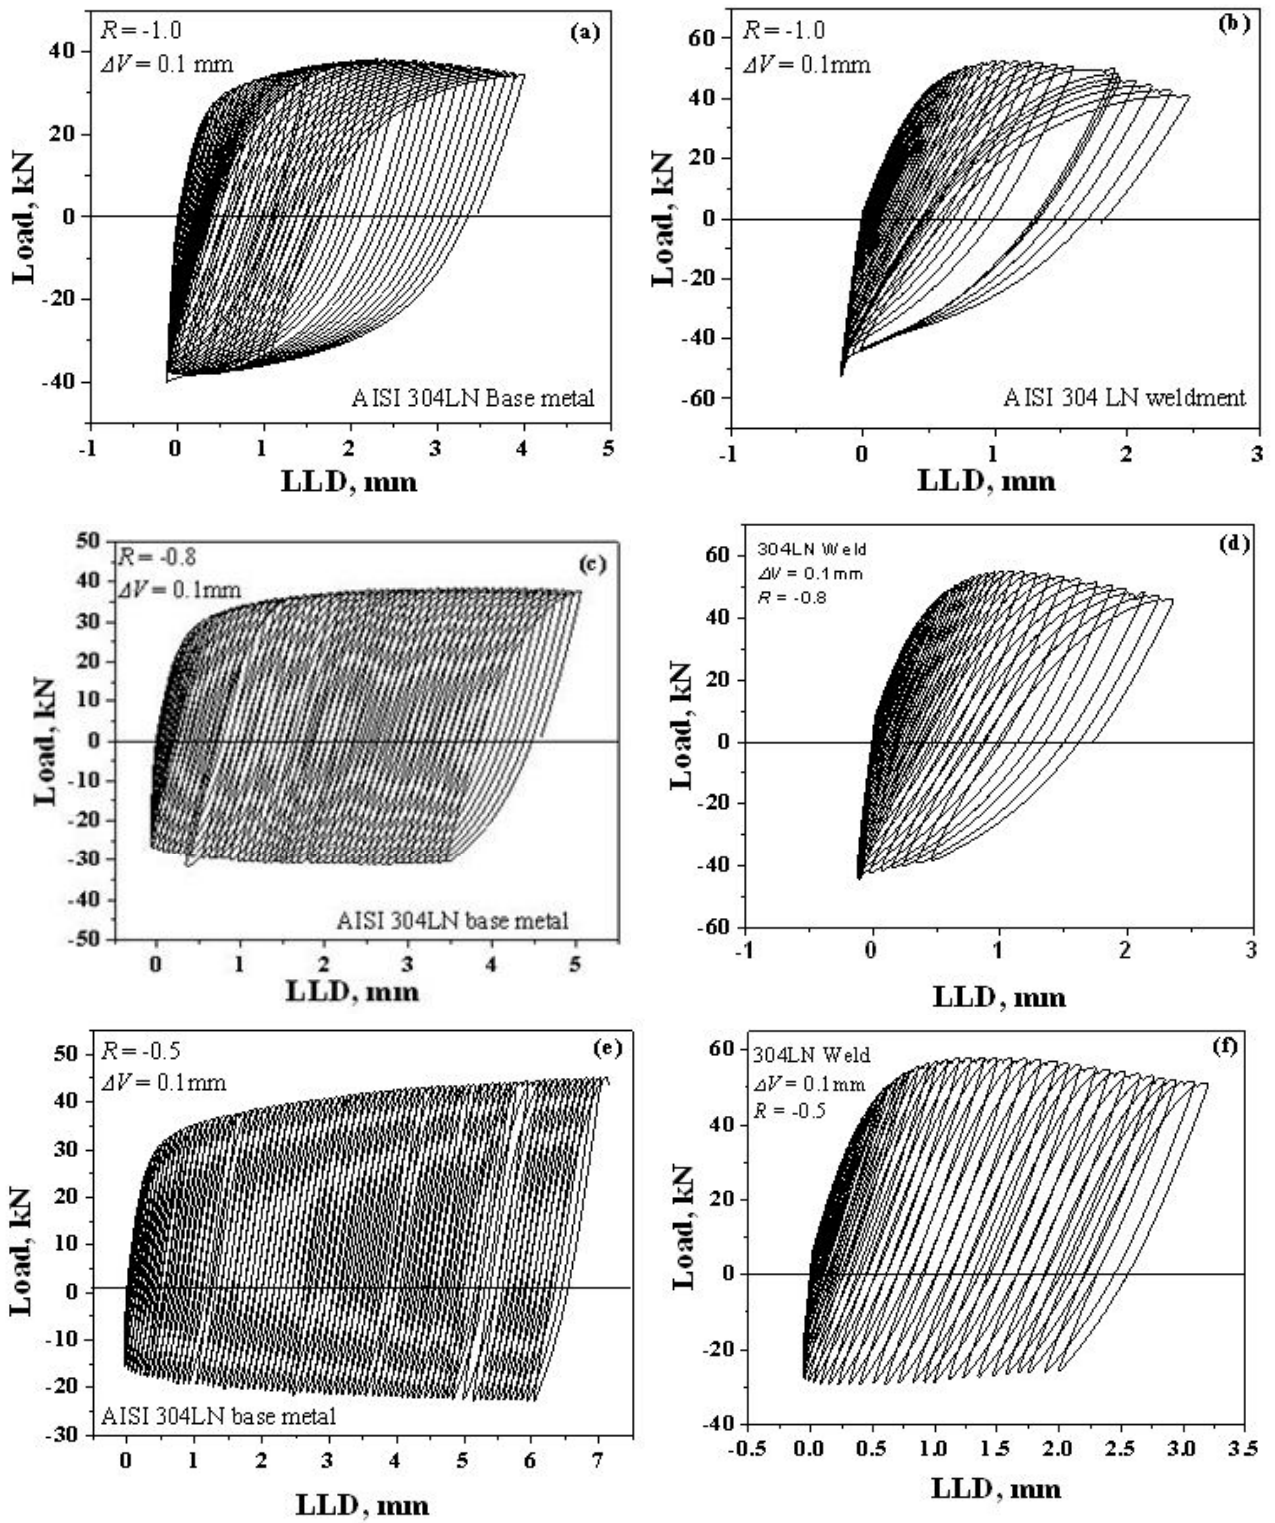 R = -1.0
(a)
ΔV = 0.1 mm
40
20
0
-20
-40
Load, kN
AISI 304LN Base metal
-1 0 1 2 3 4 5
LLD, mm
R = -1.0
(b)
ΔV = 0.1mm
60
40
20
0
-20
-40
-60
Load, kN
AISI 304 LN weldment
-1 0 1 2 3
LLD, mm
R = -0.8
(c)
ΔV = 0.1mm
50
40
30
20
10
0
-10
-20
-30
-40
-50
Load, kN
AISI 304LN base metal
0 1 2 3 4 5
LLD, mm
304LN Weld
(d)
ΔV = 0.1mm
R = -0.8
60
40
20
0
-20
-40
-60
Load, kN
-1 0 1 2 3
LLD, mm
R = -0.5
(e)
ΔV = 0.1mm
50
40
30
20
10
0
-10
-20
-30
Load, kN
AISI 304LN base metal
0 1 2 3 4 5 6 7
LLD, mm
304LN Weld
(f)
ΔV = 0.1mm
R = -0.5
60
40
20
0
-20
-40
Load, kN
-0.5 0.0 0.5 1.0 1.5 2.0 2.5 3.0 3.5
LLD, mm